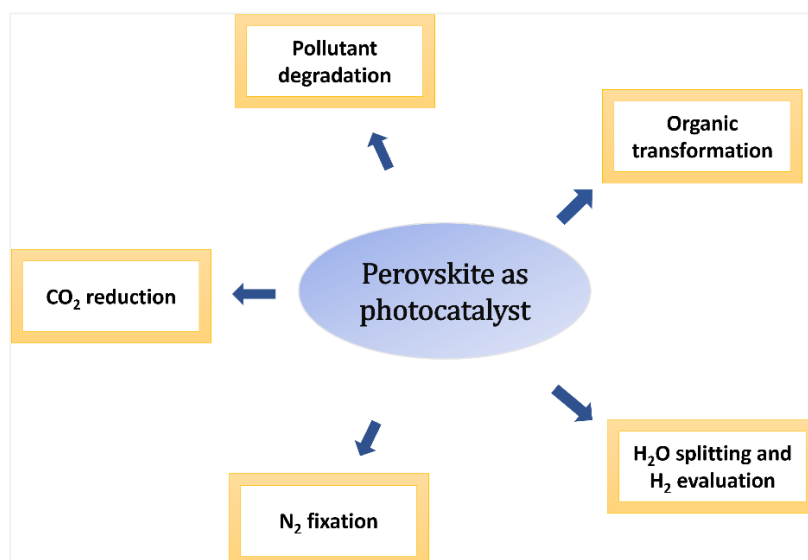 Pollutant
degradation
Organic
transformation
Perovskite as
photocatalyst
CO₂ reduction
H₂O splitting and
H₂ evaluation
N₂ fixation